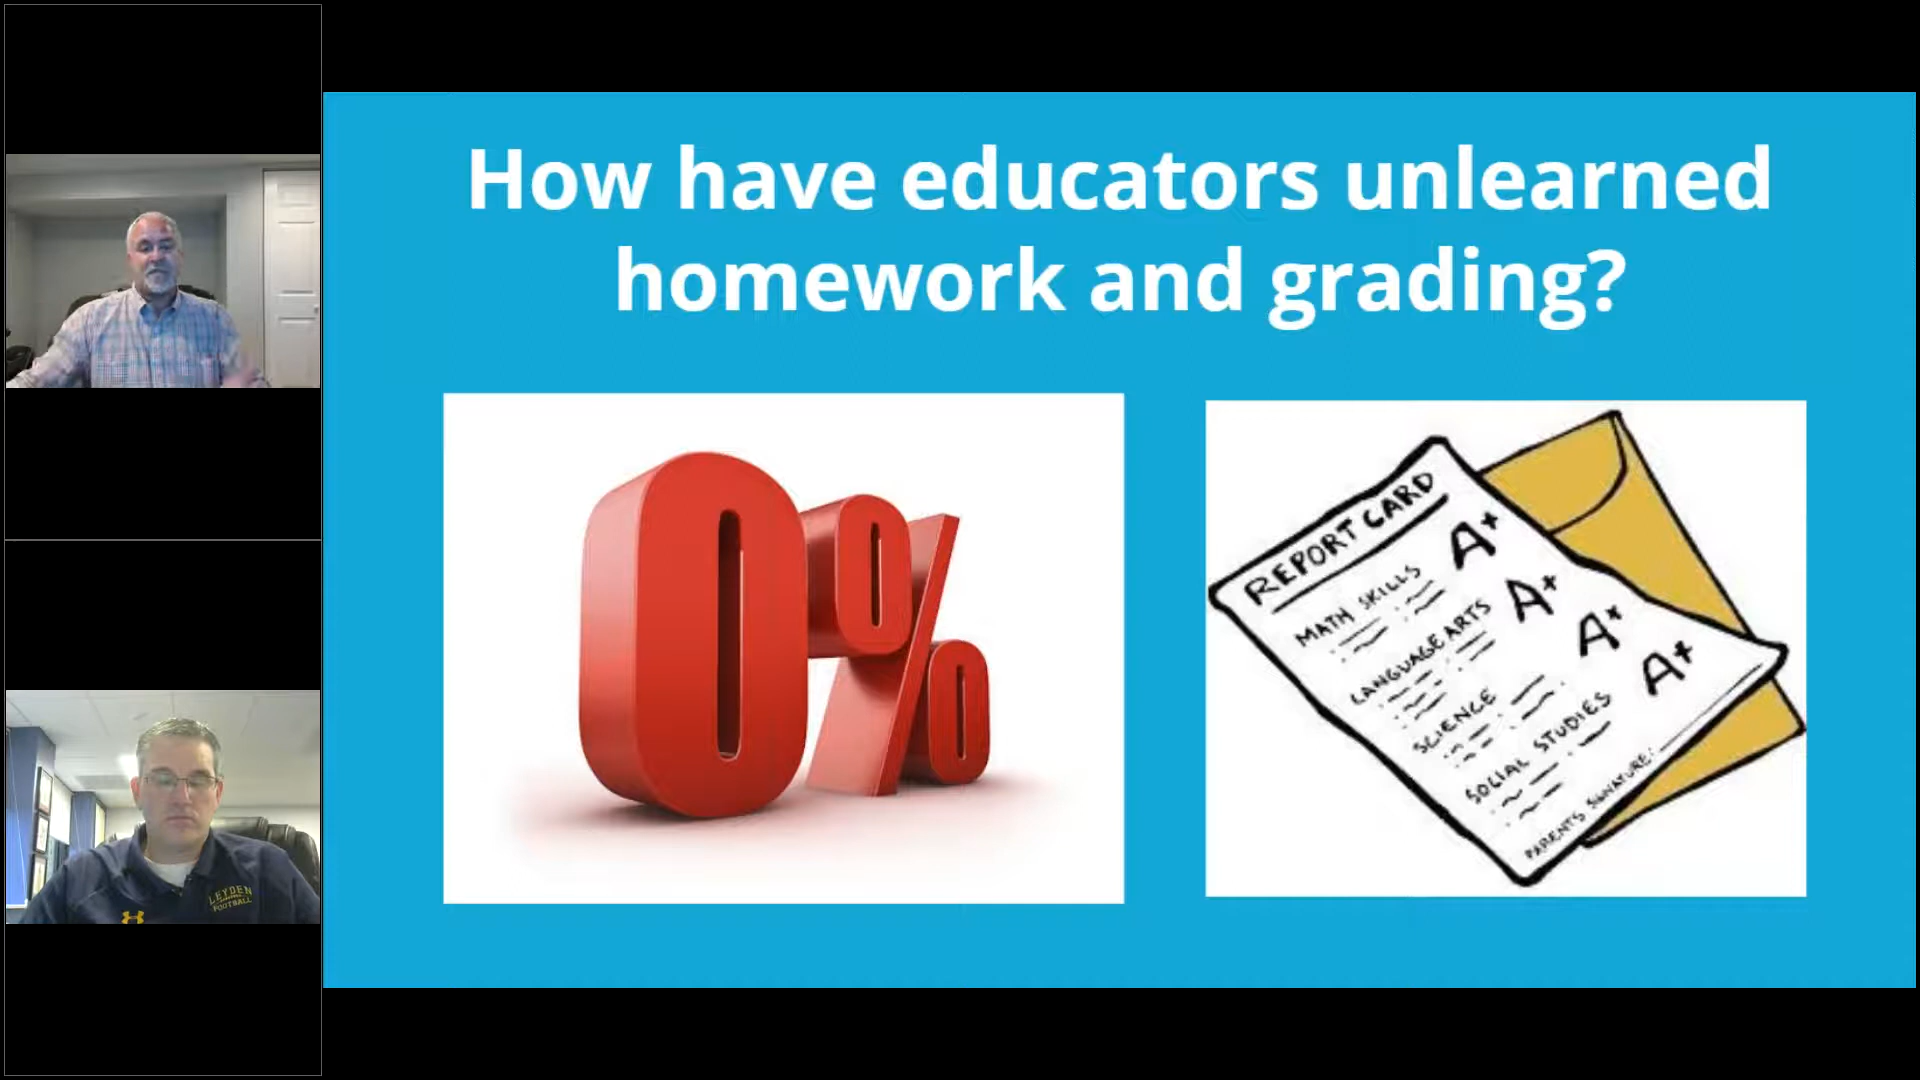 How have educators unlearned
homework and grading?
0%
REPORT CARD
MATH SKILLS
A+
LANGUAGE ARTS
A+
SCIENCE
A+
SOCIAL STUDIES
A+
PARENTS SIGNATURE:
LEYDEN
FOOTBALL